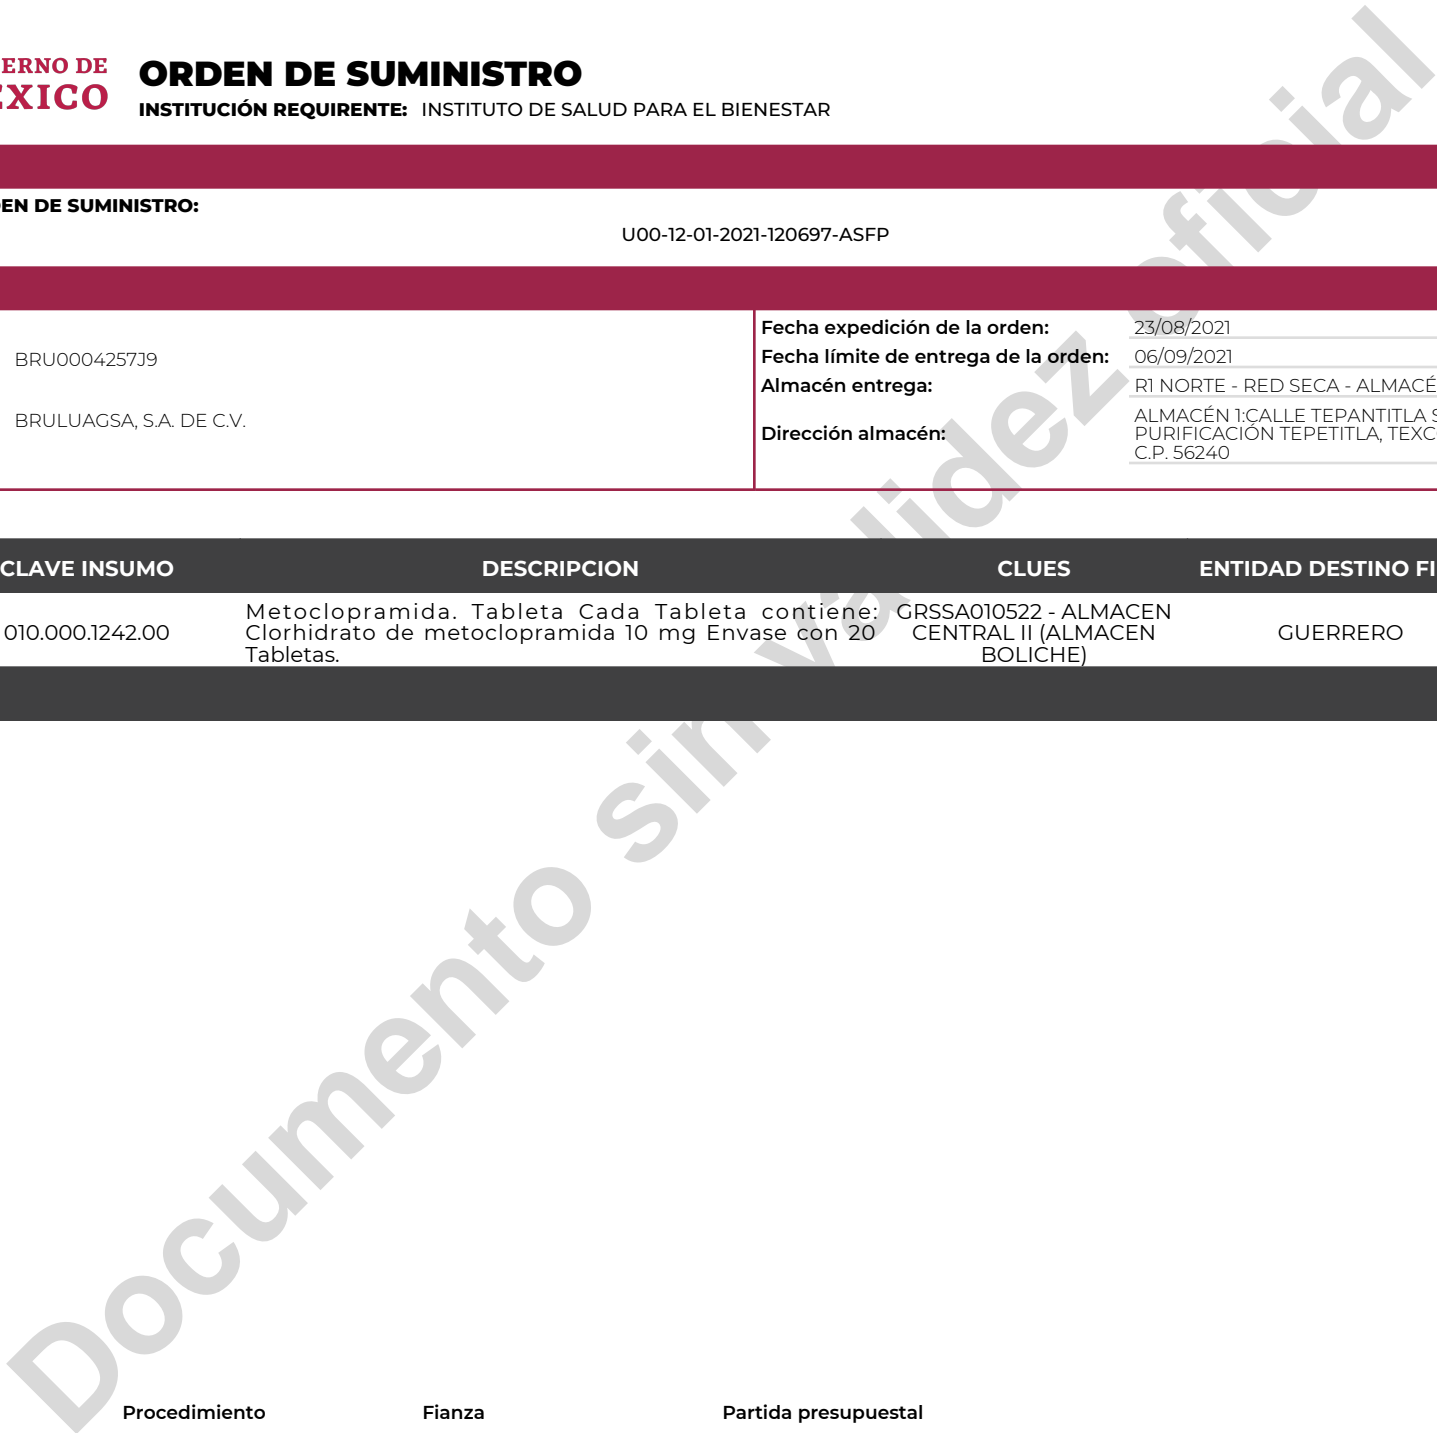 ERNO DE
EXICO
ORDEN DE SUMINISTRO
INSTITUCIÓN REQUIRENTE: INSTITUTO DE SALUD PARA EL BIENESTAR
EN DE SUMINISTRO:
U00-12-01-2021-120697-ASFP
BRU0004257J9
BRULUAGSA, S.A. DE C.V.
Fecha expedición de la orden: 23/08/2021
Fecha límite de entrega de la orden: 06/09/2021
Almacén entrega: R1 NORTE - RED SECA - ALMACÉ
Dirección almacén:
ALMACÉN 1:CALLE TEPANTITLA S
PURIFICACIÓN TEPETITLA, TEXC
C.P. 56240
CLAVE INSUMO DESCRIPCION CLUES ENTIDAD DESTINO FI
010.000.1242.00
Metoclopramida. Tableta Cada Tableta contiene:
Clorhidrato de metoclopramida 10 mg Envase con 20
Tabletas.
GRSSA010522 - ALMACEN
CENTRAL II (ALMACEN
BOLICHE)
GUERRERO
Documento sin validez oficial
Procedimiento Fianza Partida presupuestal